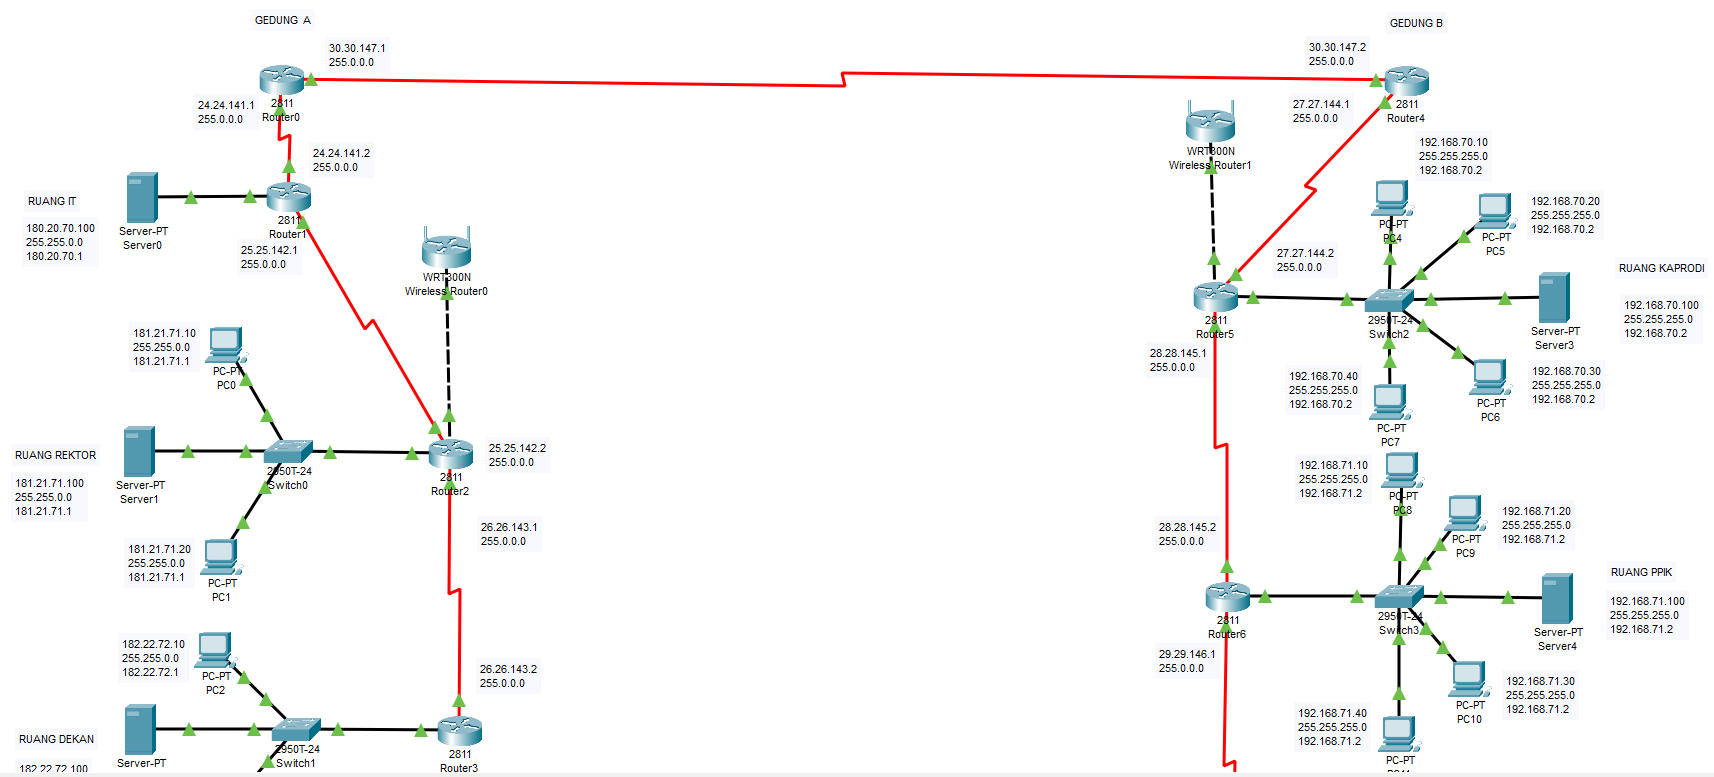 GEDUNG A
30.30.147.1
255.0.0.0
2811
Router0
24.24.141.1
255.0.0.0
24.24.141.2
255.0.0.0
2811
Router1
25.25.142.1
255.0.0.0
RUANG IT
180.20.70.100
255.255.0.0
180.20.70.1
Server-PT
Server0
WRT300N
Wireless Router0
181.21.71.10
255.255.0.0
181.21.71.1
PC-PT
PC0
RUANG REKTOR
181.21.71.100
255.255.0.0
181.21.71.1
Server-PT
Server1
2950T-24
Switch0
2811
Router2
25.25.142.2
255.0.0.0
26.26.143.1
255.0.0.0
181.21.71.20
255.255.0.0
181.21.71.1
PC-PT
PC1
182.22.72.10
255.255.0.0
182.22.72.1
PC-PT
PC2
26.26.143.2
255.0.0.0
RUANG DEKAN
182.22.72.100
Server-PT
2950T-24
Switch1
2811
Router3
GEDUNG B
30.30.147.2
255.0.0.0
2811
Router4
27.27.144.1
255.0.0.0
WRT300N
Wireless Router1
192.168.70.10
255.255.255.0
192.168.70.2
PC-PT
PC4
192.168.70.20
255.255.255.0
192.168.70.2
PC-PT
PC5
27.27.144.2
255.0.0.0
2811
Router5
2950T-24
Switch2
RUANG KAPRODI
192.168.70.100
255.255.255.0
192.168.70.2
Server-PT
Server3
28.28.145.1
255.0.0.0
192.168.70.40
255.255.255.0
192.168.70.2
PC-PT
PC7
192.168.70.30
255.255.255.0
192.168.70.2
PC-PT
PC6
192.168.71.10
255.255.255.0
192.168.71.2
PC-PT
PC8
192.168.71.20
255.255.255.0
192.168.71.2
PC-PT
PC9
28.28.145.2
255.0.0.0
2811
Router6
29.29.146.1
255.0.0.0
2950T-24
Switch3
RUANG PPIK
192.168.71.100
255.255.255.0
192.168.71.2
Server-PT
Server4
192.168.71.30
255.255.255.0
192.168.71.2
PC-PT
PC10
192.168.71.40
255.255.255.0
192.168.71.2
PC-PT